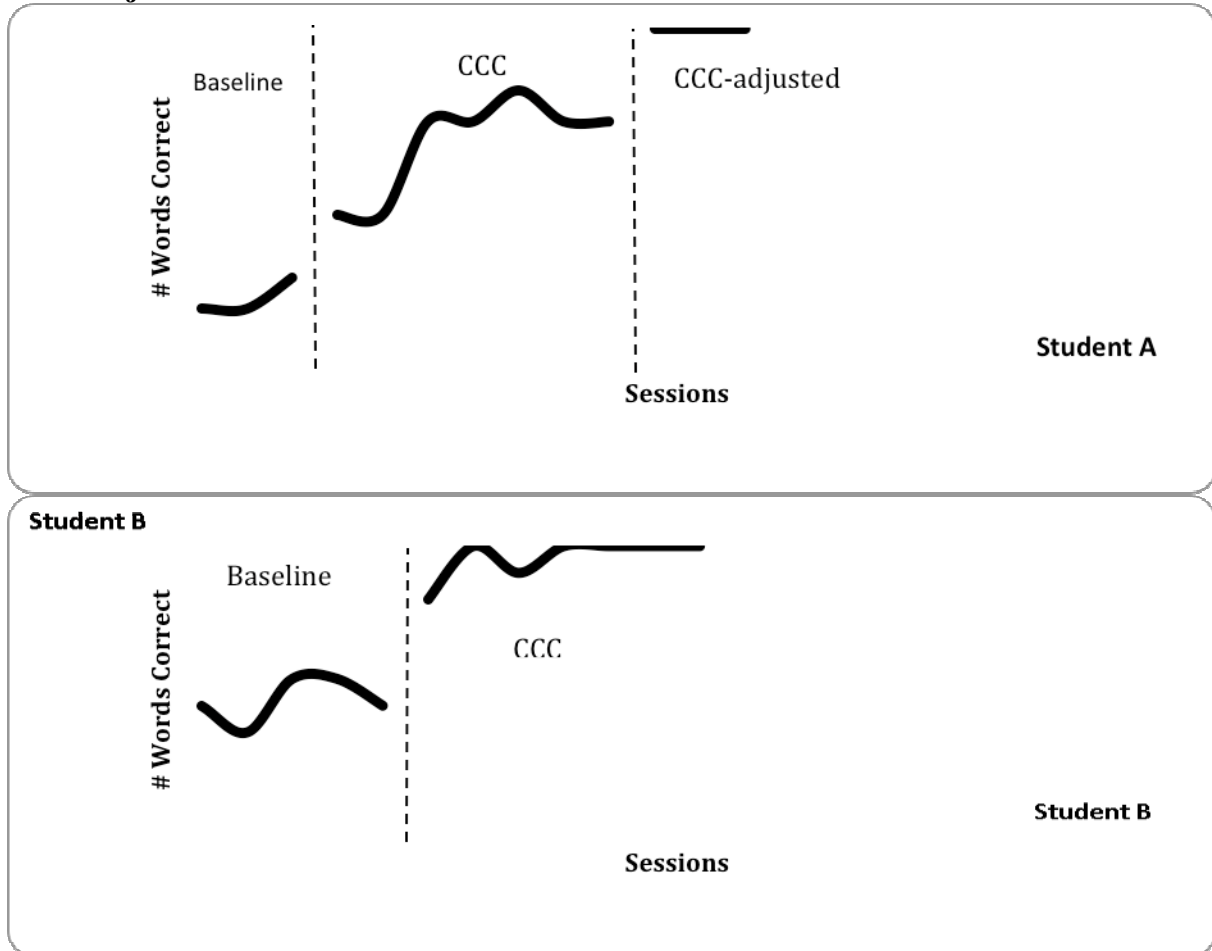 CCC
Baseline
CCC-adjusted
# Words Correct
Student A
Sessions
Student B
Baseline
# Words Correct
CCC
Student B
Sessions